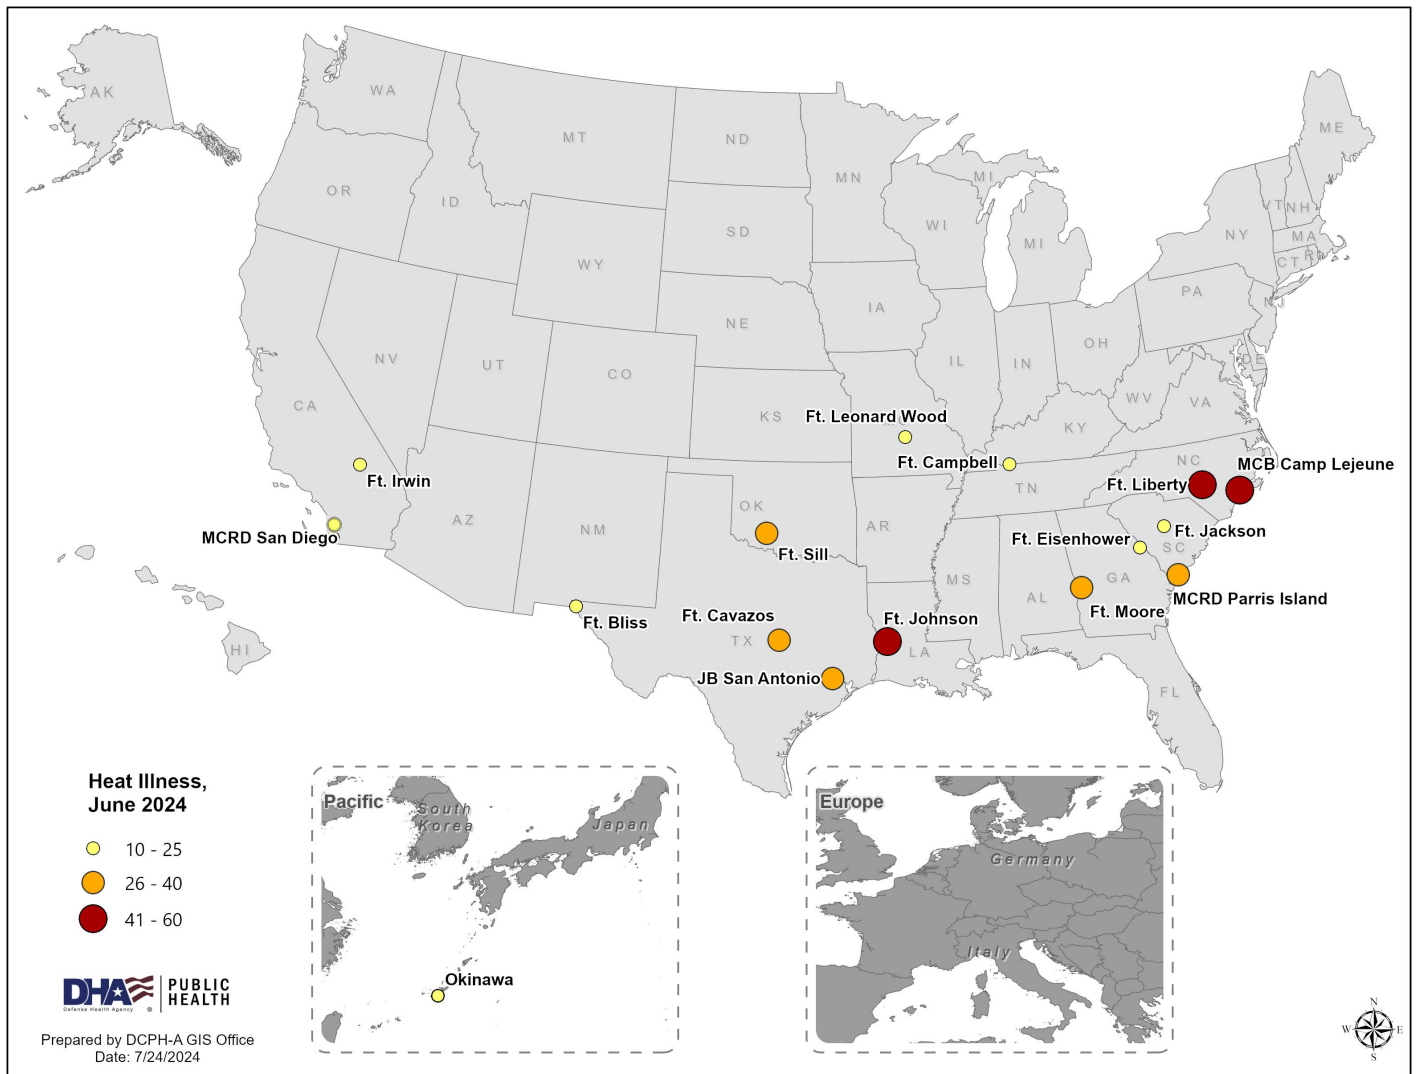 AK
WA
MT
ND
MN
MI
ME
OR
ID
SD
WI
MI
VT
NH
NY
MA
CT
RI
WY
IA
PA
NJ
NE
NV
UT
CO
IL
IN
OH
DE
CA
KS
WV
VA
KY
Ft. Leonard Wood
Ft. Campbell
NC
MCB Camp Lejeune
Ft. Irwin
Ft. Liberty
TN
OK
AZ
NM
AR
MCRD San Diego
Ft. Sill
Ft. Eisenhower
Ft. Jackson
SC
MS
AL
GA
MCRD Parris Island
Ft. Moore
Ft. Bliss
Ft. Cavazos
Ft. Johnson
TX
LA
HI
JB San Antonio
FL
Heat Illness,
June 2024
10 - 25
26 - 40
41 - 60
Pacific
South
Korea
Japan
Okinawa
Europe
Germany
Italy
DHA
Defense Health Agency
®
PUBLIC
HEALTH
Prepared by DCPH-A GIS Office
Date: 7/24/2024
N
W
E
S